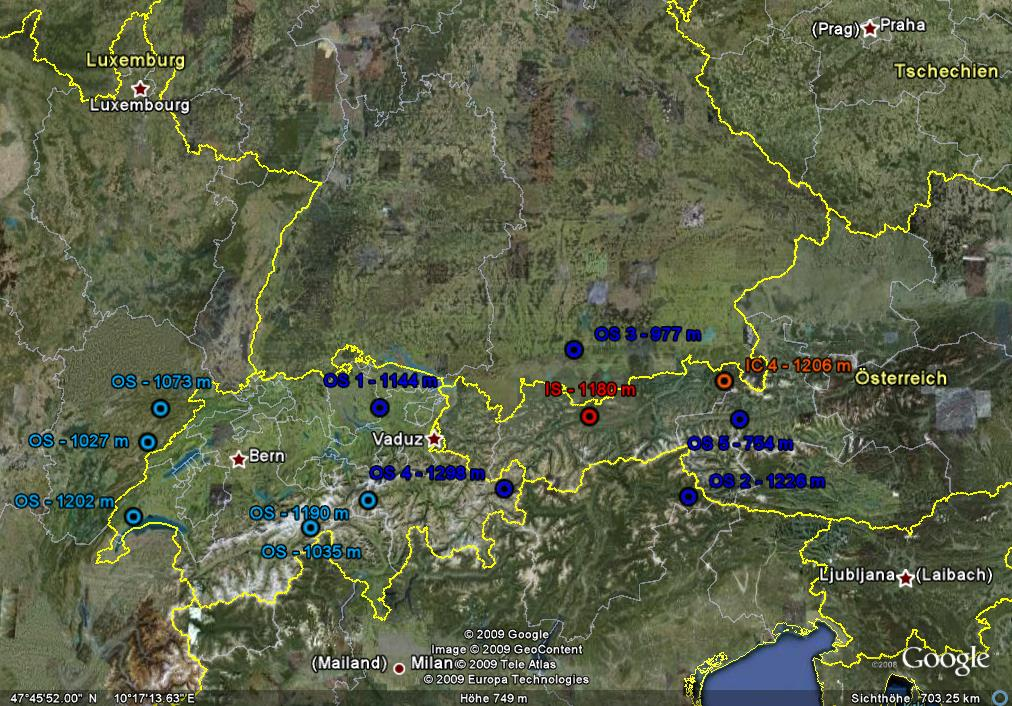 (Prag) Praha
Luxemburg
Tschechien
Luxembourg
OS 3 - 977 m
IC 4 - 1206 m
OS - 1073 m
OS 1 - 1144 m
Österreich
IS - 1180 m
OS - 1027 m
Vaduz
OS 5 - 754 m
Bern
OS 4 - 1298 m
OS 2 - 1226 m
OS - 1202 m
OS - 1190 m
OS - 1035 m
Ljubljana (Laibach)
© 2009 Google
Image © 2009 GeoContent
(Mailand) Milan © 2009 Tele Atlas
© 2009 Europa Technologies
©2008 Google
47°45'52.00" N 10°17'13.63"E Höhe 749 m Sichthöhe 703.25 km